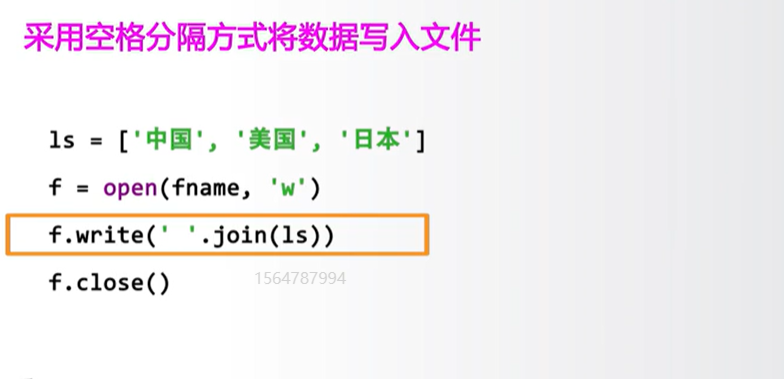 采用空格分隔方式将数据写入文件
ls = ['中国', '美国', '日本']
f = open(fname, 'w')
f.write(' '.join(ls))
f.close()
1564787994